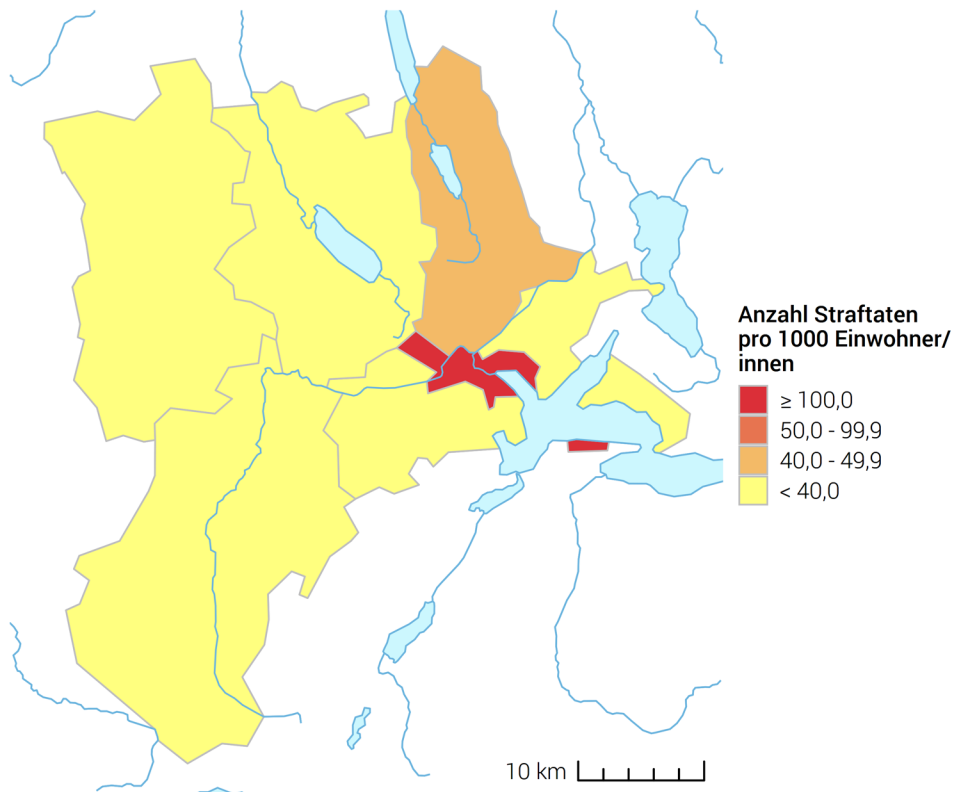 Anzahl Straftaten
pro 1000 Einwohner/
innen
≥ 100,0
50,0 - 99,9
40,0 - 49,9
< 40,0
10 km